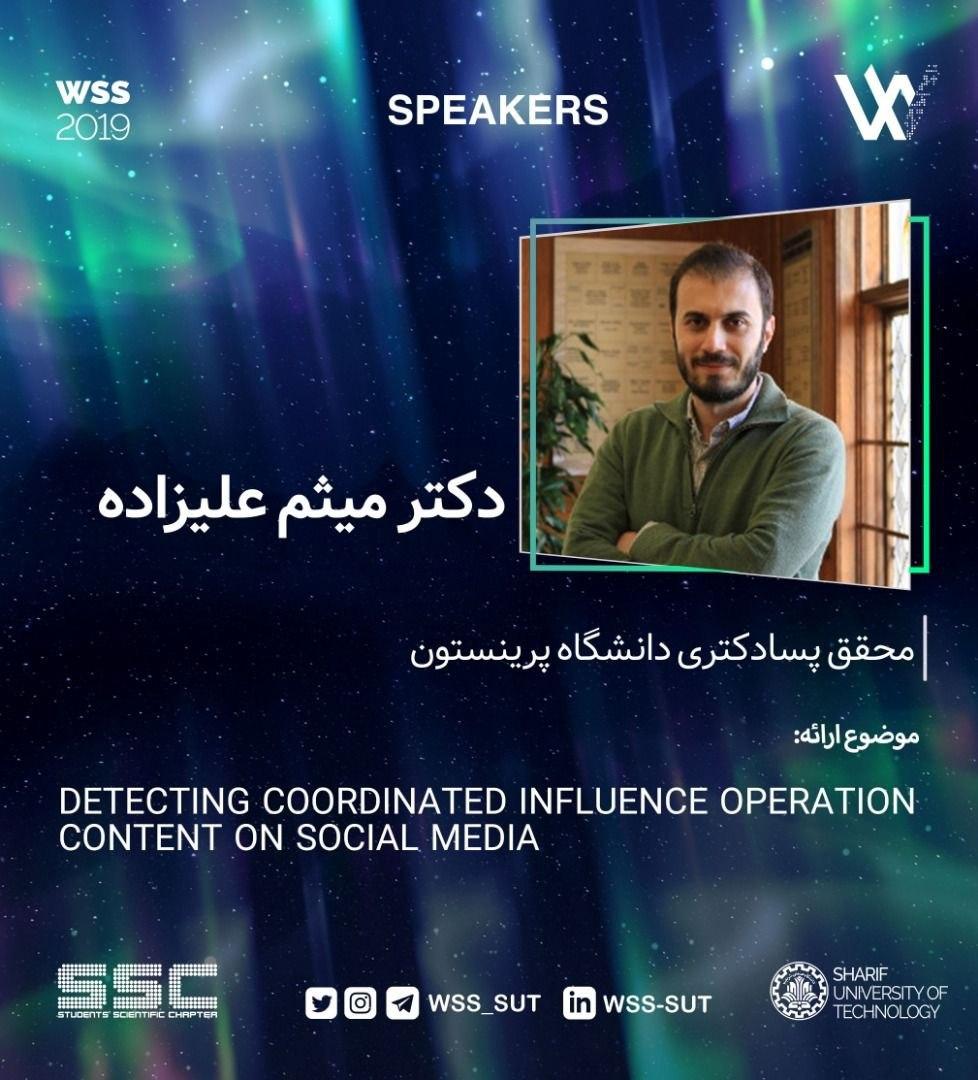 WSS
2019
SPEAKERS
دکتر میثم علیزاده
محقق پسادکتری دانشگاه پرینستون
موضوع ارائه:
DETECTING COORDINATED INFLUENCE OPERATION
CONTENT ON SOCIAL MEDIA
SSC
STUDENTS' SCIENTIFIC CHAPTER
WSS_SUT
WSS-SUT
SHARIF
UNIVERSITY OF
TECHNOLOGY